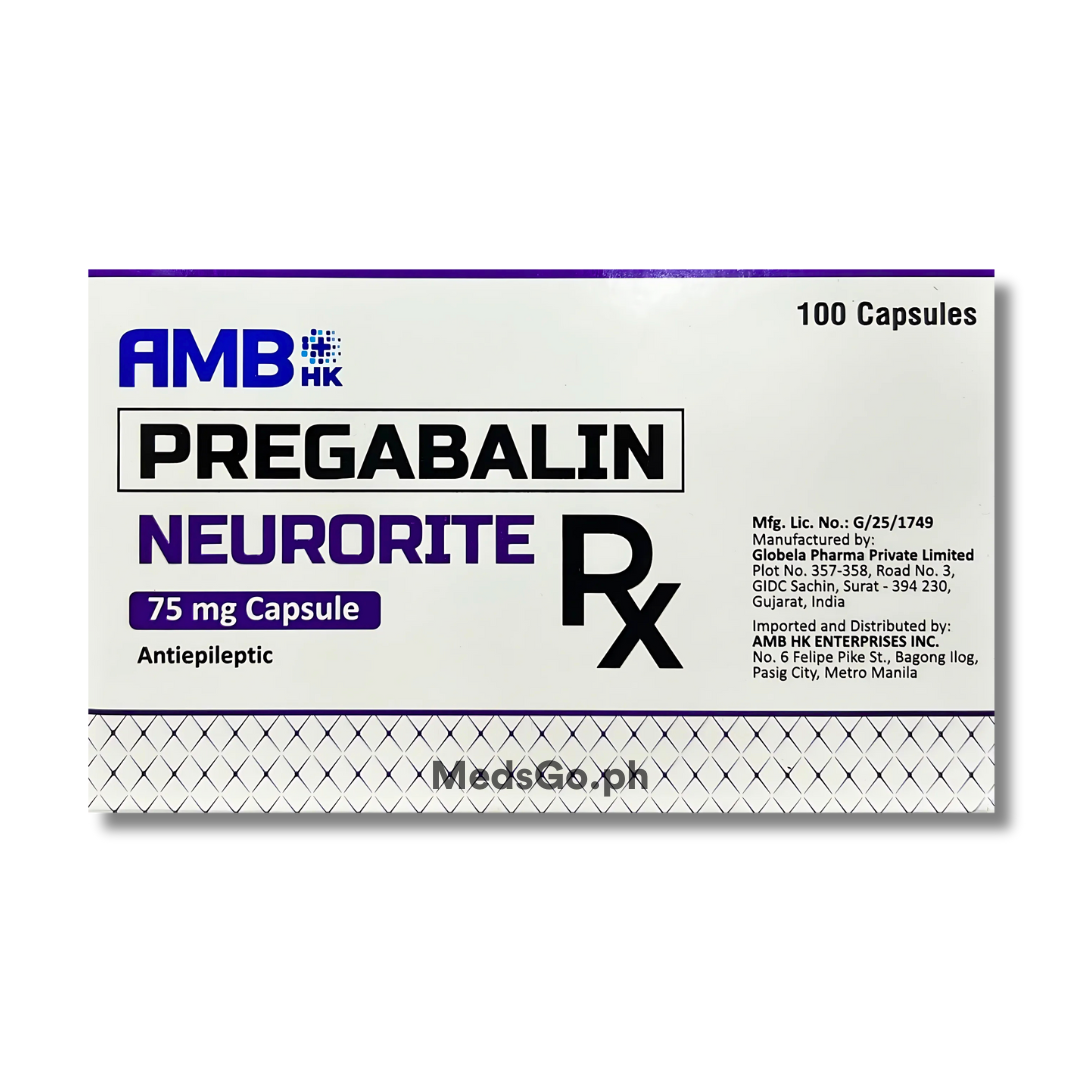 100 Capsules
AMB
HK
PREGABALIN
NEURORITE
Rx
75 mg Capsule
Antiepileptic
Mfg. Lic. No.: G/25/1749
Manufactured by:
Globela Pharma Private Limited
Plot No. 357-358, Road No. 3,
GIDC Sachin, Surat - 394 230,
Gujarat, India
Imported and Distributed by:
AMB HK ENTERPRISES INC.
No. 6 Felipe Pike St., Bagong Ilog,
Pasig City, Metro Manila
MedsGo.ph